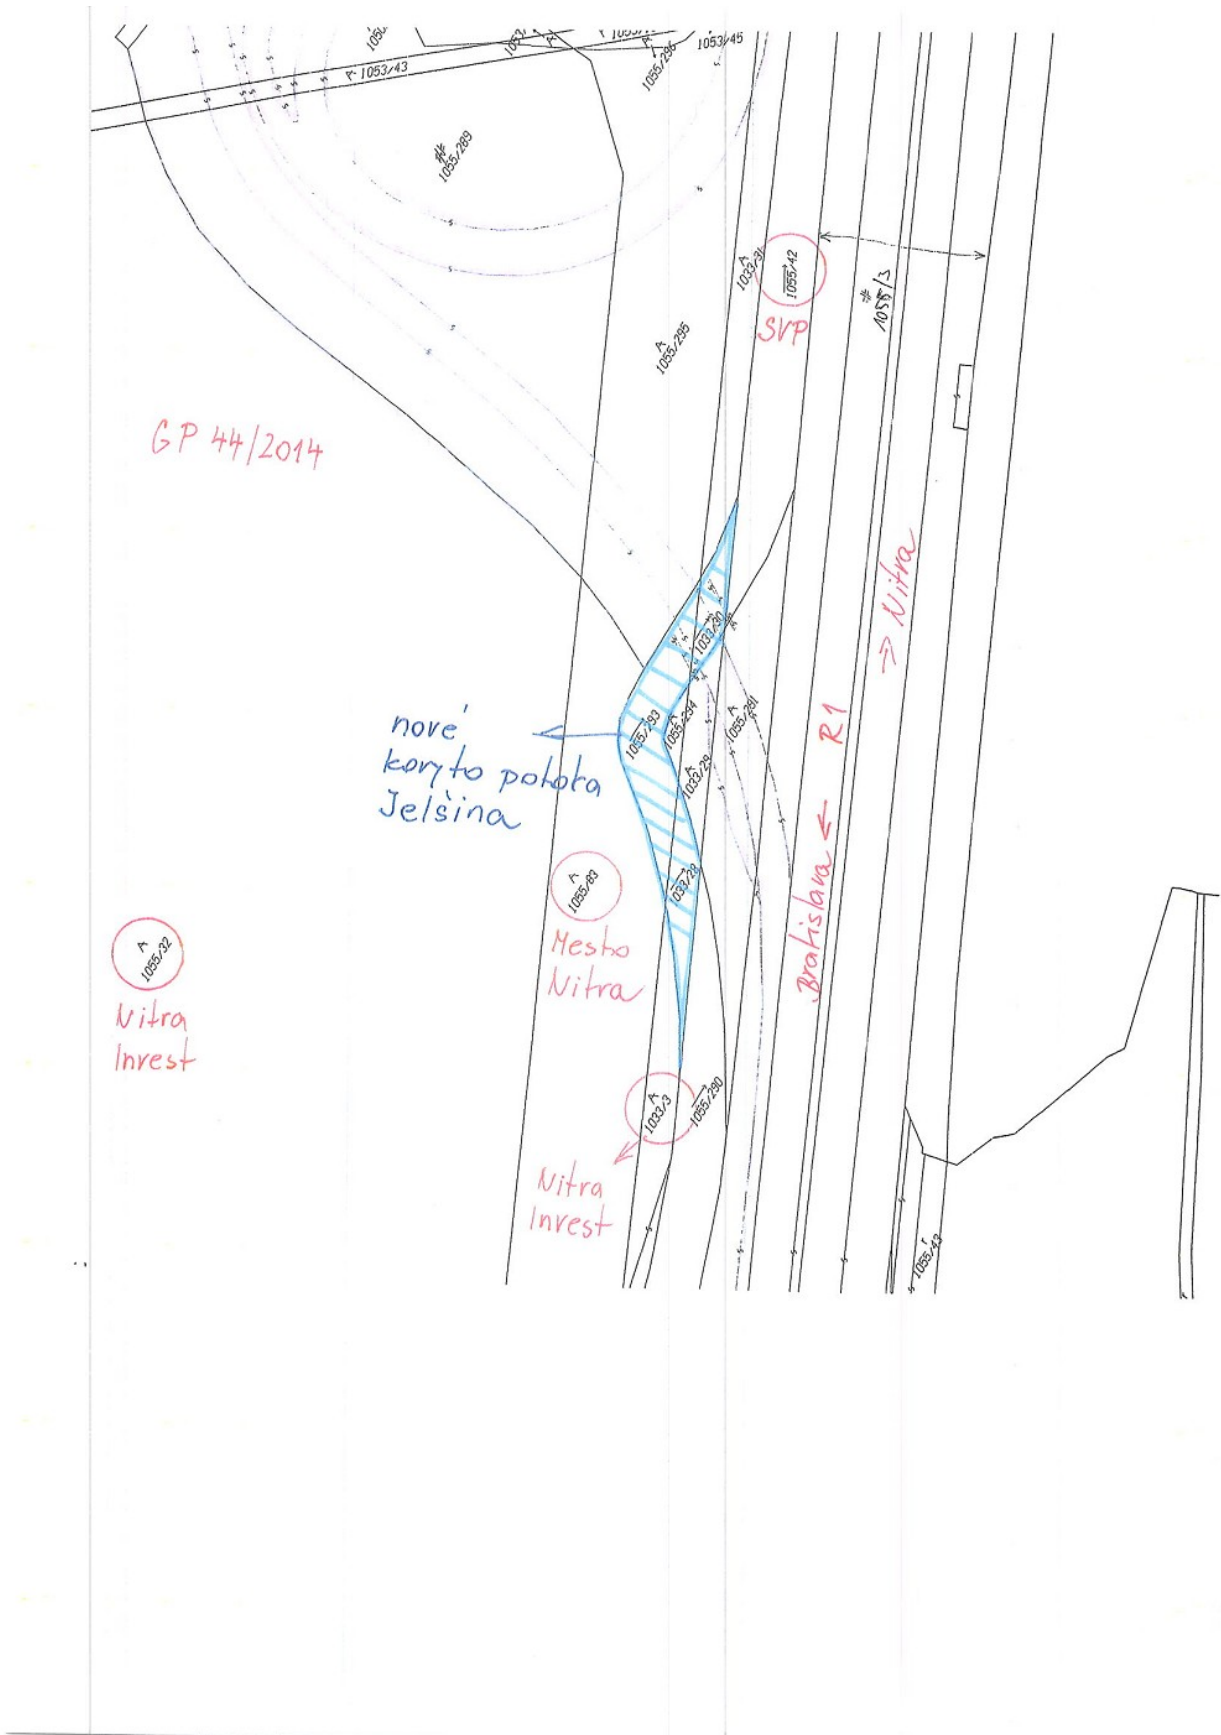 1053/43
1053/45
1055/296
1055/289
1033/31
1055/42
SVP
1055/3
1055/295
GP 44/2014
⇒ Nitra
1033/30
1055/293
1055/294
1055/291
1033/29
nové
koryto potoka
Jelšina
Bratislava ← R1
1033/28
1055/83
Mesto
Nitra
1055/32
Nitra
Invest
1033/3
1055/290
Nitra
Invest
1055/43